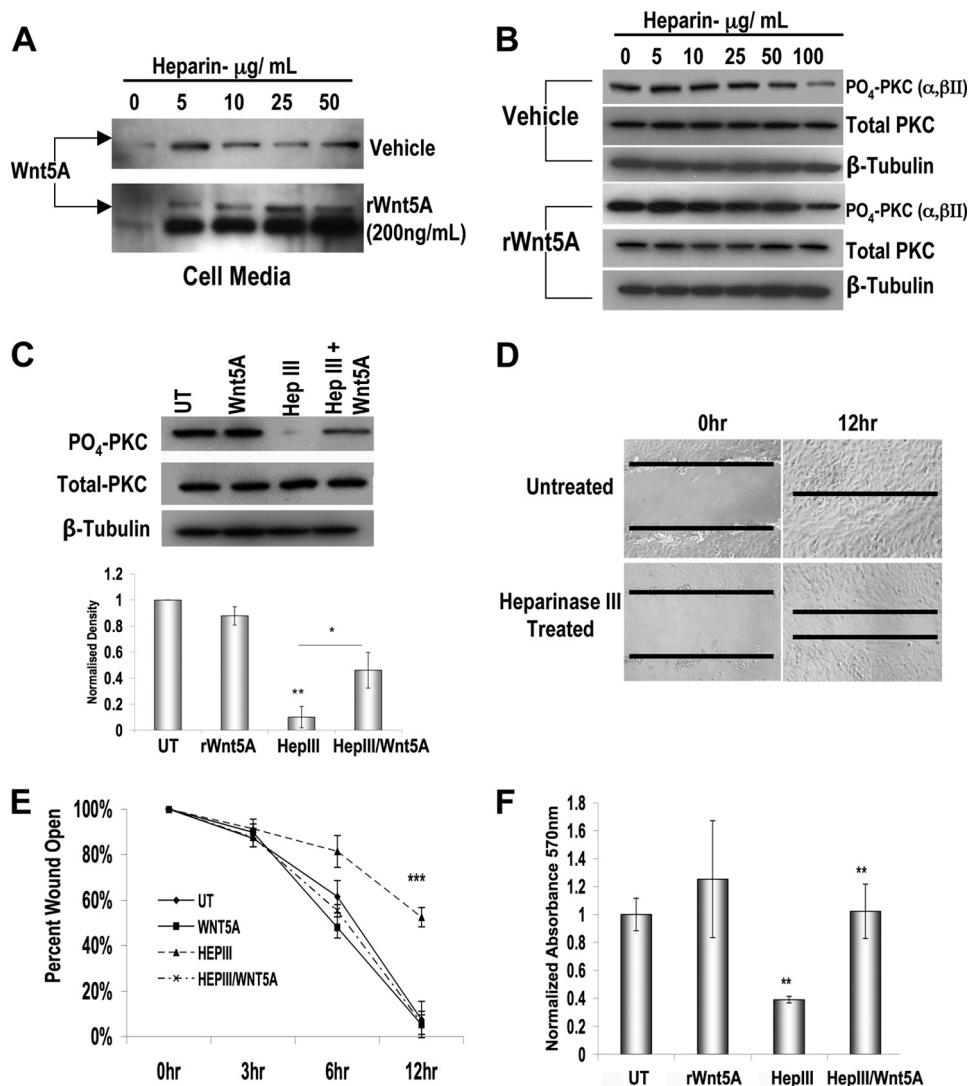 A
Heparin- μg/ mL
0 5 10 25 50
Wnt5A
Vehicle
rWnt5A
(200ng/mL)
Cell Media
B
Heparin- μg/ mL
0 5 10 25 50 100
Vehicle
PO4-PKC (α,βII)
Total PKC
β-Tubulin
rWnt5A
PO4-PKC (α,βII)
Total PKC
β-Tubulin
C
UT
Wnt5A
Hep III
Hep III +
Wnt5A
PO4-PKC
Total-PKC
β-Tubulin
Normalised Density
1.2
1
0.8
0.6
0.4
0.2
0
**
*
UT rWnt5A HepIII HepIII/Wnt5A
D
0hr 12hr
Untreated
Heparinase III
Treated
E
Percent Wound Open
100%
80%
60%
40%
20%
0%
***
UT
WNT5A
HEPIII
HEPIII/WNT5A
0hr 3hr 6hr 12hr
F
Normalized Absorbance 570nm
1.8
1.6
1.4
1.2
1
0.8
0.6
0.4
0.2
0
**
**
UT rWnt5A HepIII HepIII/Wnt5A